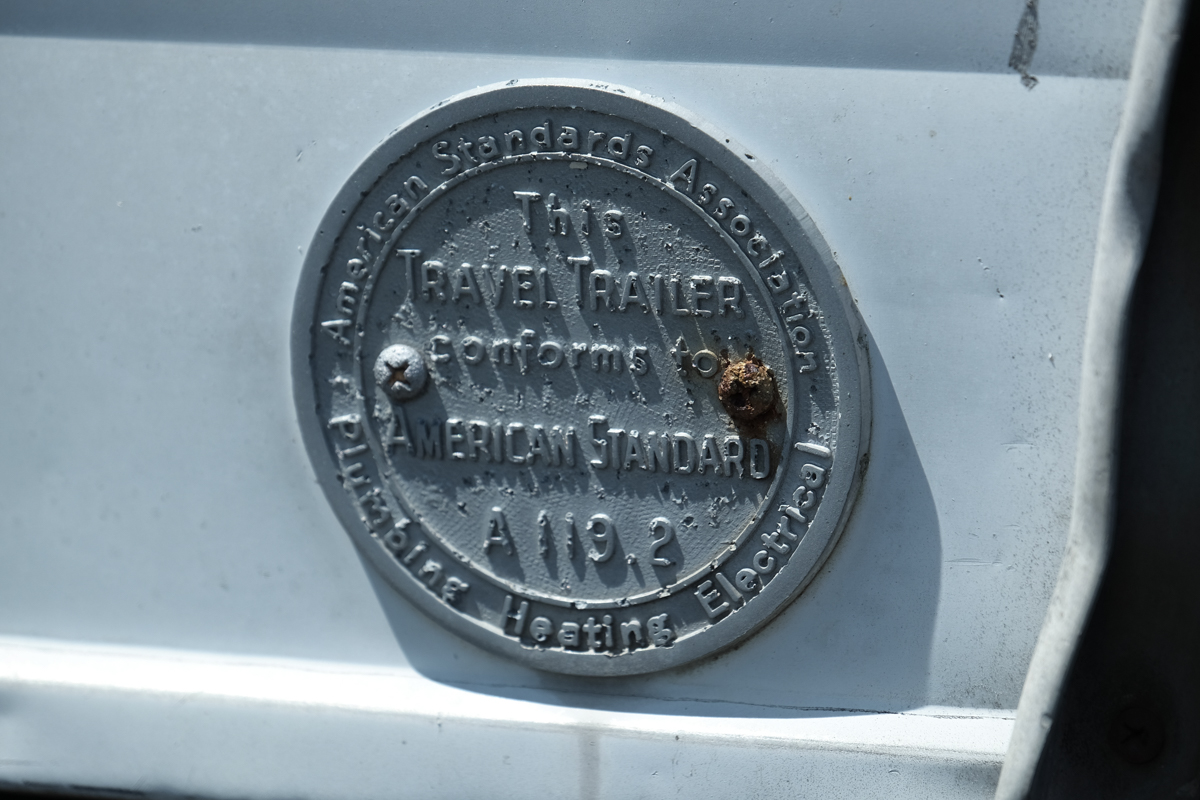 American Standards Association
This
TRAVEL TRAILER
conforms to
AMERICAN STANDARD
A 119.2
Plumbing Heating Electrical